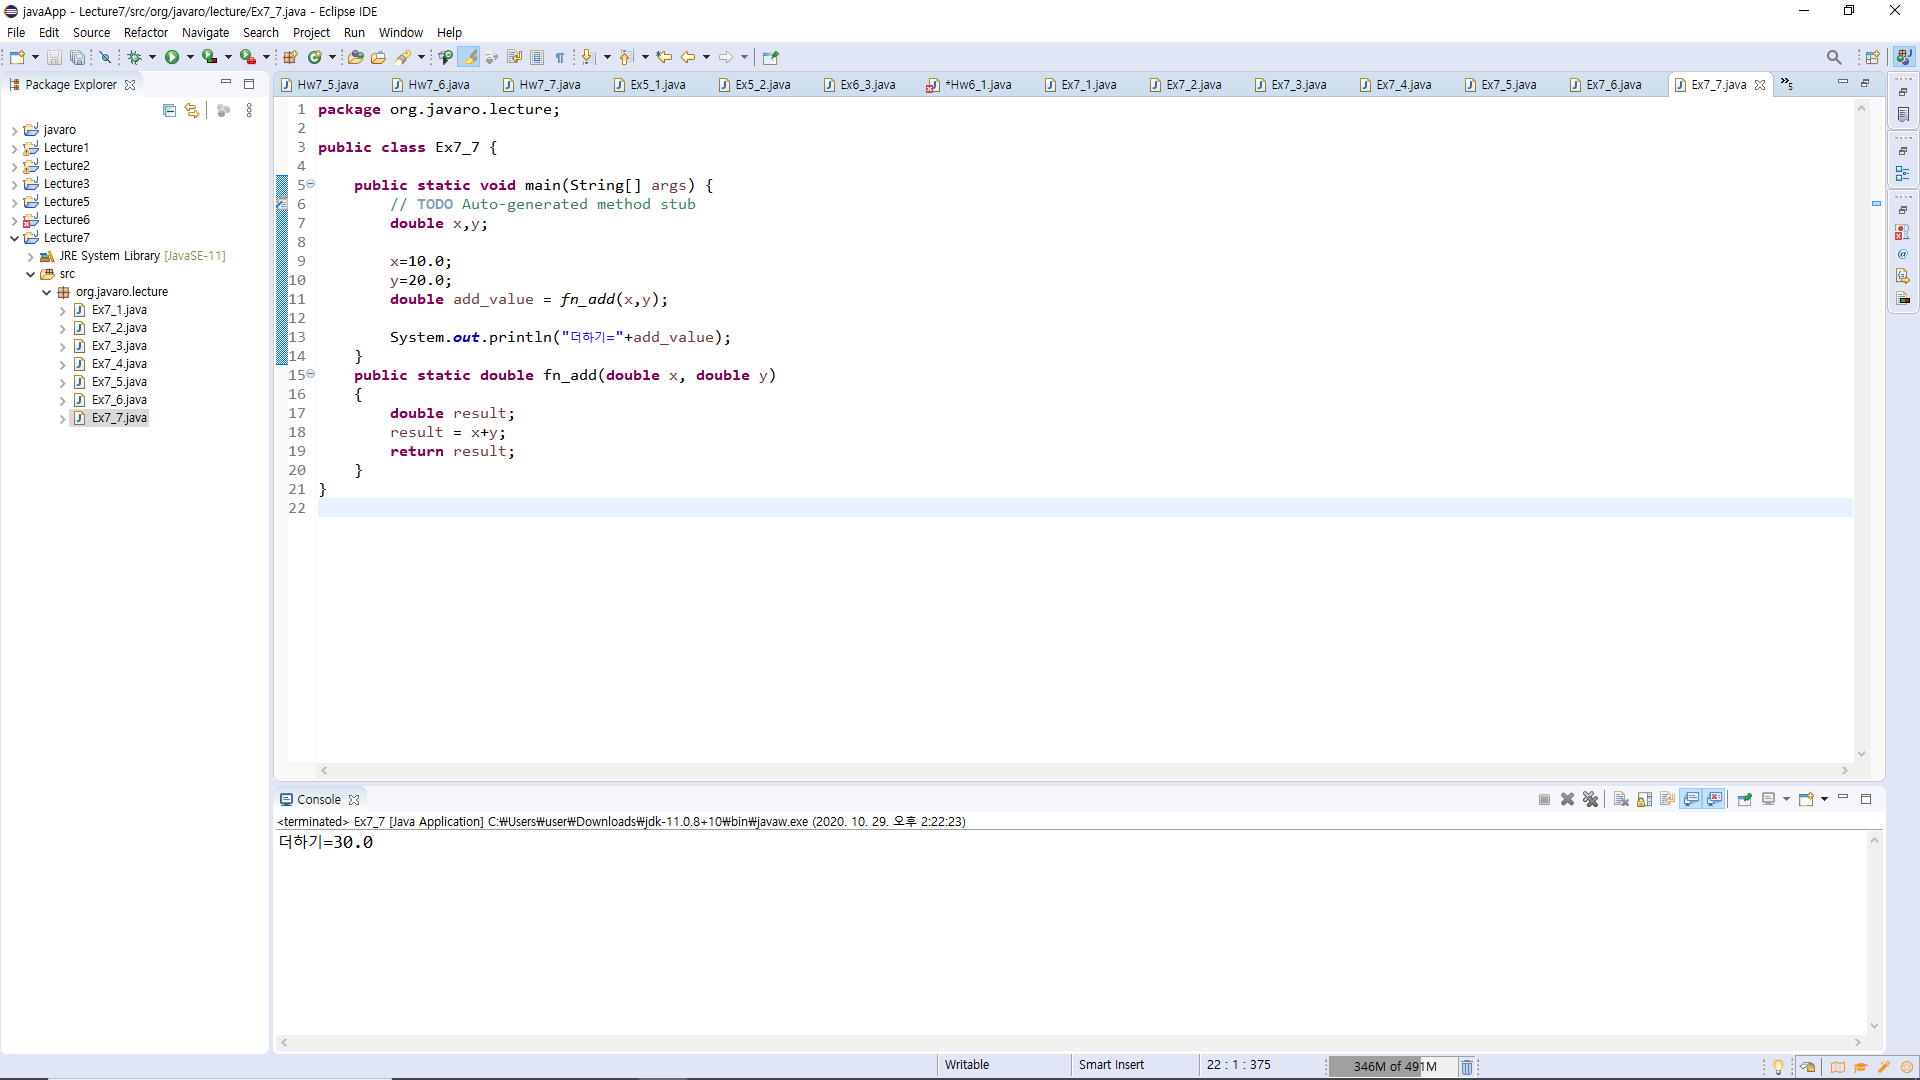 javaApp - Lecture7/src/org/javaro/lecture/Ex7_7.java - Eclipse IDE
File Edit Source Refactor Navigate Search Project Run Window Help
Package Explorer
Hw7_5.java Hw7_6.java Hw7_7.java Ex5_1.java Ex5_2.java Ex6_3.java *Hw6_1.java Ex7_1.java Ex7_2.java Ex7_3.java Ex7_4.java Ex7_5.java Ex7_6.java Ex7_7.java »5
javaro
Lecture1
Lecture2
Lecture3
Lecture5
Lecture6
Lecture7
JRE System Library [JavaSE-11]
src
org.javaro.lecture
Ex7_1.java
Ex7_2.java
Ex7_3.java
Ex7_4.java
Ex7_5.java
Ex7_6.java
Ex7_7.java
1 package org.javaro.lecture;
2
3 public class Ex7_7 {
4
5 public static void main(String[] args) {
6 // TODO Auto-generated method stub
7 double x,y;
8
9 x=10.0;
10 y=20.0;
11 double add_value = fn_add(x,y);
12
13 System.out.println("더하기="+add_value);
14 }
15 public static double fn_add(double x, double y)
16 {
17 double result;
18 result = x+y;
19 return result;
20 }
21 }
22
Console
<terminated> Ex7_7 [Java Application] C:₩Users₩user₩Downloads₩jdk-11.0.8+10₩bin₩javaw.exe (2020. 10. 29. 오후 2:22:23)
더하기=30.0
Writable Smart Insert 22 : 1 : 375 346M of 491M